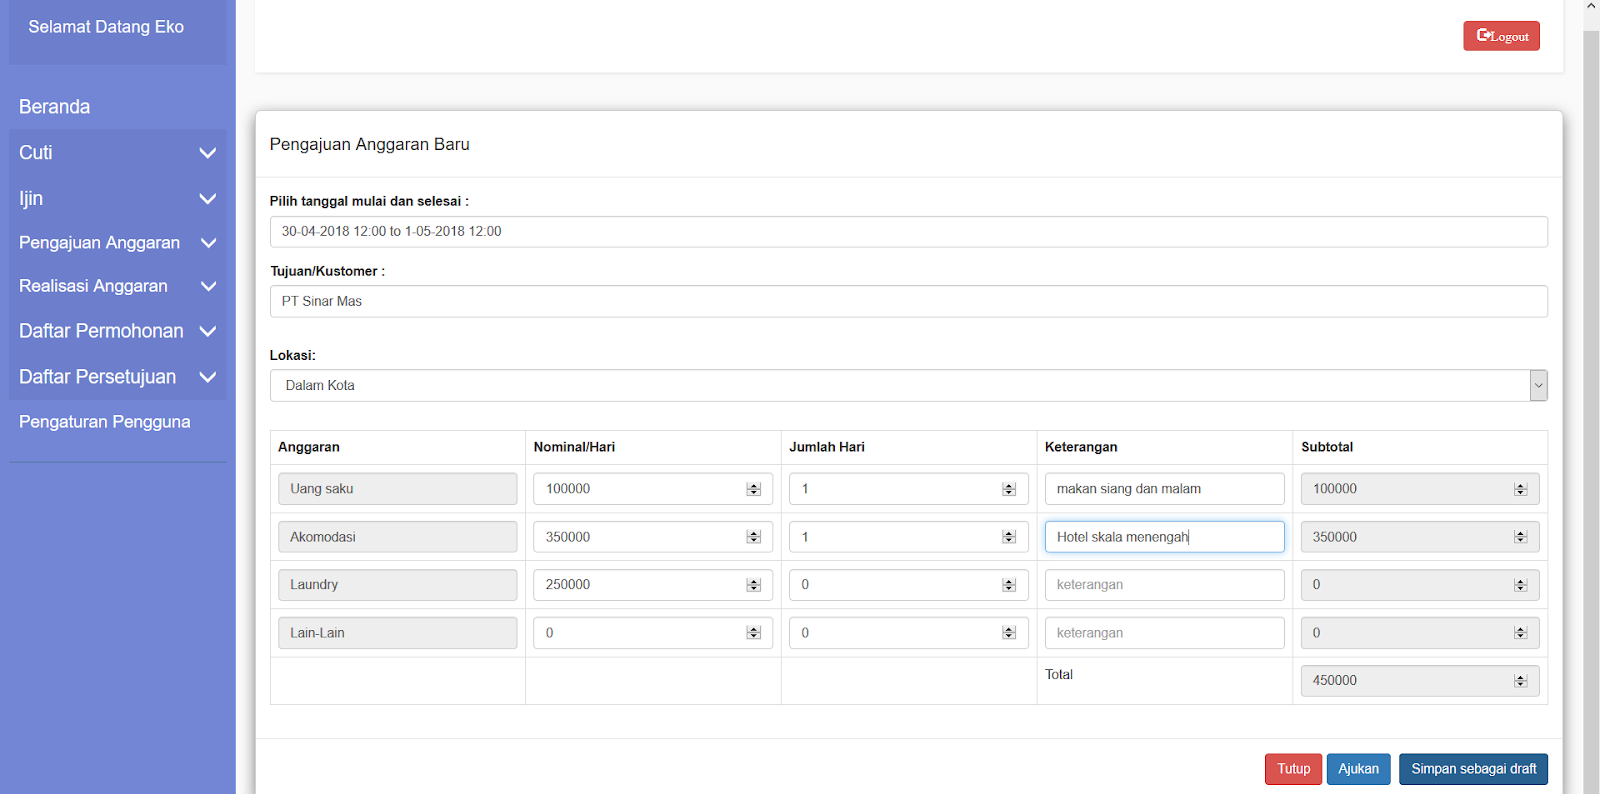 Selamat Datang Eko
Logout
Beranda
Cuti
Ijin
Pengajuan Anggaran
Realisasi Anggaran
Daftar Permohonan
Daftar Persetujuan
Pengaturan Pengguna
Pengajuan Anggaran Baru
Pilih tanggal mulai dan selesai :
30-04-2018 12:00 to 1-05-2018 12:00
Tujuan/Kustomer :
PT Sinar Mas
Lokasi:
Dalam Kota
Anggaran Nominal/Hari Jumlah Hari Keterangan Subtotal
Uang saku 100000 1 makan siang dan malam 100000
Akomodasi 350000 1 Hotel skala menengah 350000
Laundry 250000 0 keterangan 0
Lain-Lain 0 0 keterangan 0
Total 450000
Tutup Ajukan Simpan sebagai draft